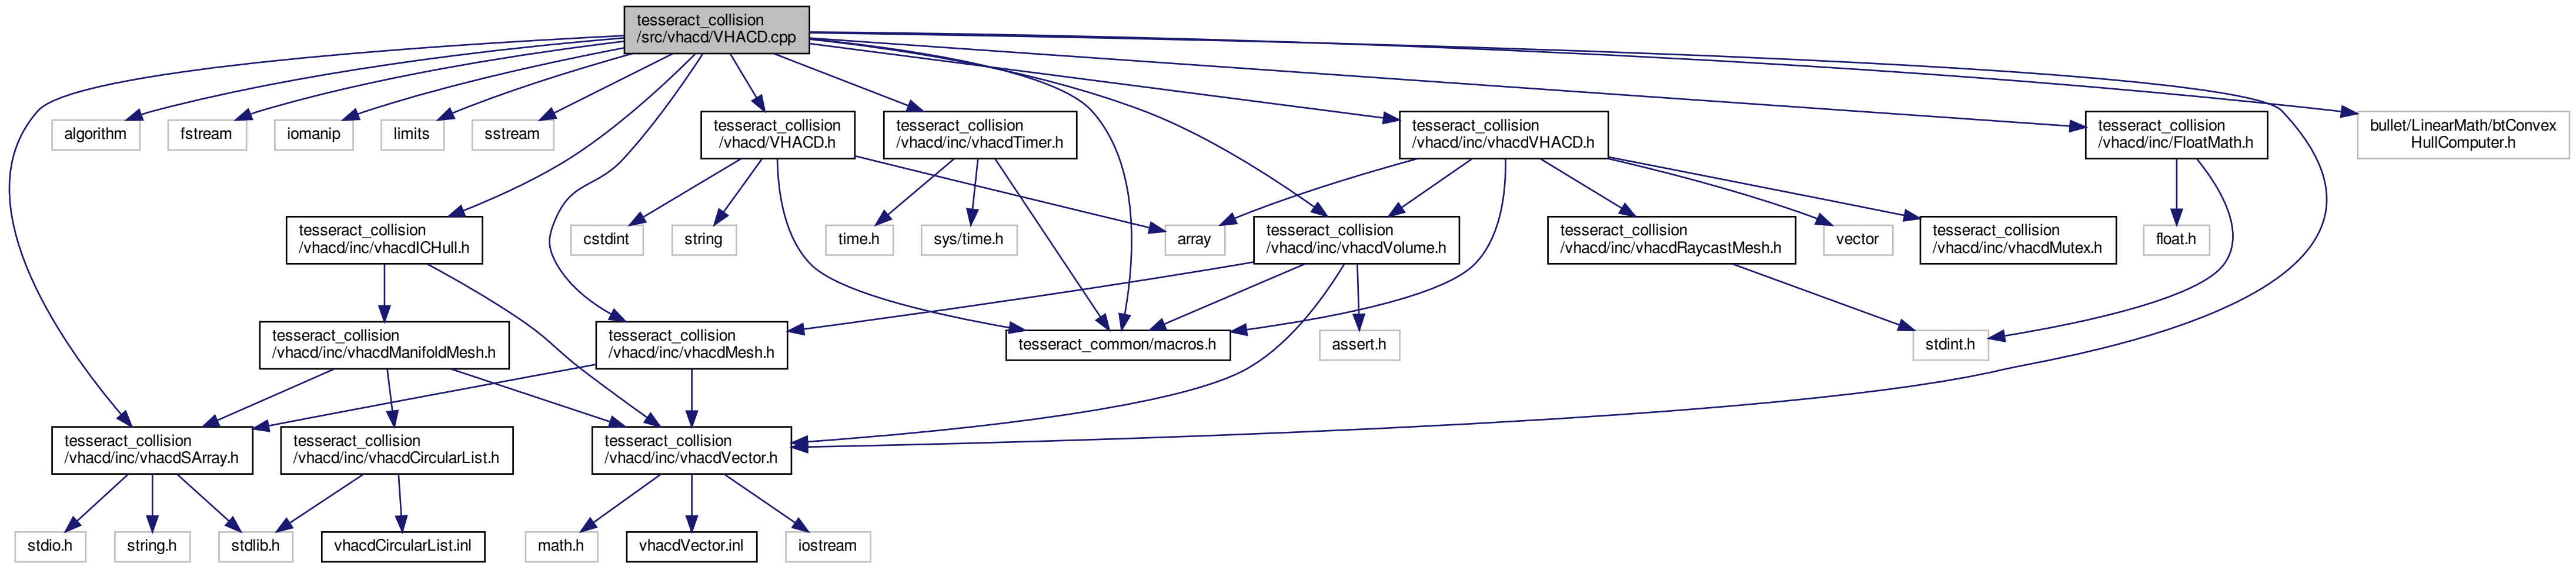 tesseract_collision
/src/vhacd/VHACD.cpp
algorithm
fstream
iomanip
limits
sstream
tesseract_collision
/vhacd/VHACD.h
tesseract_collision
/vhacd/inc/vhacdTimer.h
tesseract_collision
/vhacd/inc/vhacdVHACD.h
tesseract_collision
/vhacd/inc/FloatMath.h
bullet/LinearMath/btConvex
HullComputer.h
tesseract_collision
/vhacd/inc/vhacdICHull.h
cstdint
string
time.h
sys/time.h
array
tesseract_collision
/vhacd/inc/vhacdVolume.h
tesseract_collision
/vhacd/inc/vhacdRaycastMesh.h
vector
tesseract_collision
/vhacd/inc/vhacdMutex.h
float.h
tesseract_collision
/vhacd/inc/vhacdManifoldMesh.h
tesseract_collision
/vhacd/inc/vhacdMesh.h
tesseract_common/macros.h
assert.h
stdint.h
tesseract_collision
/vhacd/inc/vhacdSArray.h
tesseract_collision
/vhacd/inc/vhacdCircularList.h
tesseract_collision
/vhacd/inc/vhacdVector.h
stdio.h
string.h
stdlib.h
vhacdCircularList.inl
math.h
vhacdVector.inl
iostream